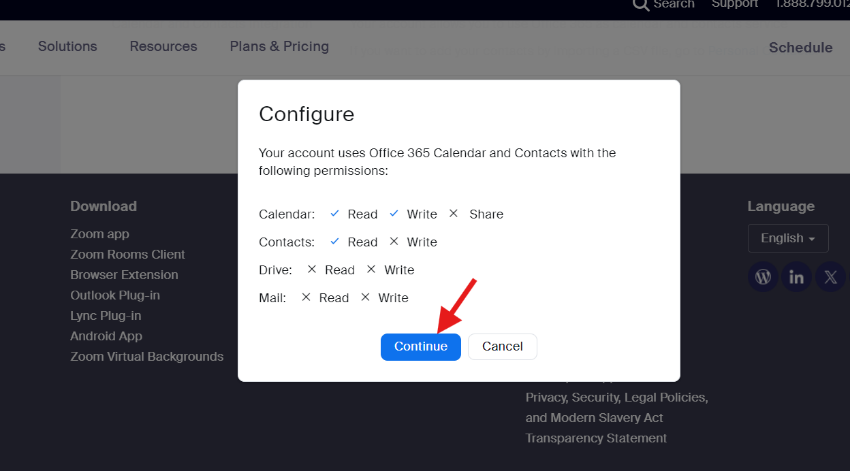 Search Support 1.888.799.012
s Solutions Resources Plans & Pricing Schedule
Configure
Your account uses Office 365 Calendar and Contacts with the
following permissions:
Calendar: Read Write Share
Contacts: Read Write
Drive: Read Write
Mail: Read Write
Continue Cancel
Download
Zoom app
Zoom Rooms Client
Browser Extension
Outlook Plug-in
Lync Plug-in
Android App
Zoom Virtual Backgrounds
Language
English
Privacy, Security, Legal Policies,
and Modern Slavery Act
Transparency Statement